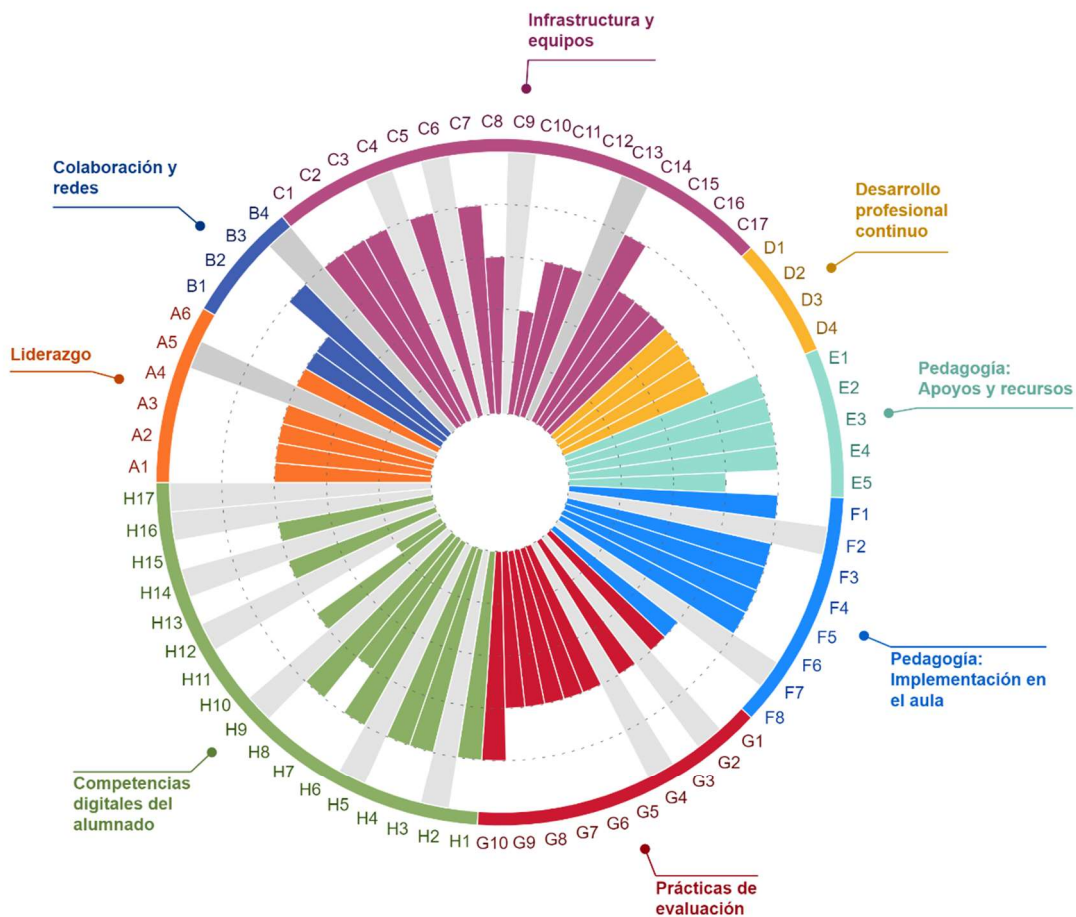 Infrastructura y
equipos
Colaboración y
redes
Desarrollo
profesional
continuo
Liderazgo
Pedagogía:
Apoyos y recursos
Pedagogía:
Implementación en
el aula
Competencias
digitales del
alumnado
Prácticas de
evaluación
A1
A2
A3
A4
A5
A6
B1
B2
B3
B4
C1
C2
C3
C4
C5
C6
C7
C8
C9
C10
C11
C12
C13
C14
C15
C16
C17
D1
D2
D3
D4
E1
E2
E3
E4
E5
F1
F2
F3
F4
F5
F6
F7
F8
G1
G2
G3
G4
G5
G6
G7
G8
G9
G10
H1
H2
H3
H4
H5
H6
H7
H8
H9
H10
H11
H12
H13
H14
H15
H16
H17